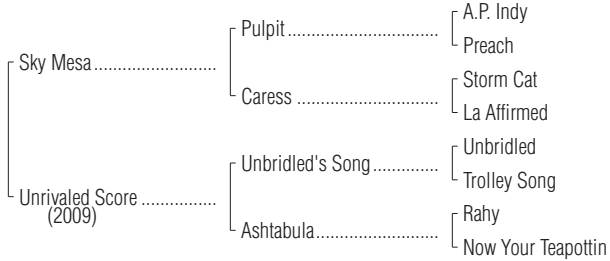 A.P. Indy
Pulpit
Preach
Sky Mesa
Storm Cat
Caress
La Affirmed
Unbridled
Unbridled's Song
Trolley Song
Unrivaled Score
(2009)
Rahy
Ashtabula
Now Your Teapottin